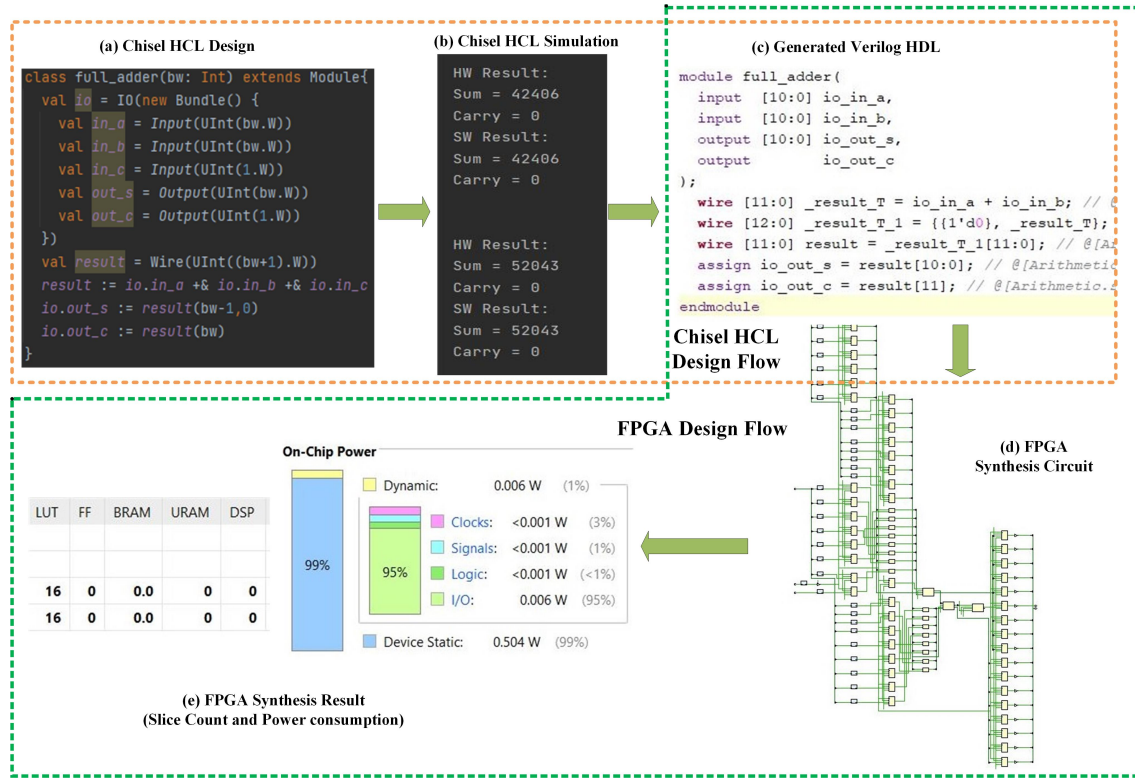 (a) Chisel HCL Design
class full_adder(bw: Int) extends Module{
val io = IO(new Bundle() {
val in_a = Input(UInt(bw.W))
val in_b = Input(UInt(bw.W))
val in_c = Input(UInt(1.W))
val out_s = Output(UInt(bw.W))
val out_c = Output(UInt(1.W))
})
val result = Wire(UInt((bw+1).W))
result := io.in_a +& io.in_b +& io.in_c
io.out_s := result(bw-1,0)
io.out_c := result(bw)
}
(b) Chisel HCL Simulation
HW Result:
Sum = 42406
Carry = 0
SW Result:
Sum = 42406
Carry = 0
HW Result:
Sum = 52043
Carry = 0
SW Result:
Sum = 52043
Carry = 0
(c) Generated Verilog HDL
module full_adder(
input [10:0] io_in_a,
input [10:0] io_in_b,
output [10:0] io_out_s,
output io_out_c
);
wire [11:0] _result_T = io_in_a + io_in_b; //
wire [12:0] _result_T_1 = {{1'd0}, _result_T};
wire [11:0] result = _result_T_1[11:0]; // @[Ar
assign io_out_s = result[10:0]; // @[Arithmetic
assign io_out_c = result[11]; // @[Arithmetic.
endmodule
Chisel HCL
Design Flow
FPGA Design Flow
(d) FPGA
Synthesis Circuit
On-Chip Power
99%
Dynamic: 0.006 W (1%)
95%
Clocks: <0.001 W (3%)
Signals: <0.001 W (1%)
Logic: <0.001 W (<1%)
I/O: 0.006 W (95%)
Device Static: 0.504 W (99%)
LUT FF BRAM URAM DSP
16 0 0.0 0 0
16 0 0.0 0 0
(e) FPGA Synthesis Result
(Slice Count and Power consumption)